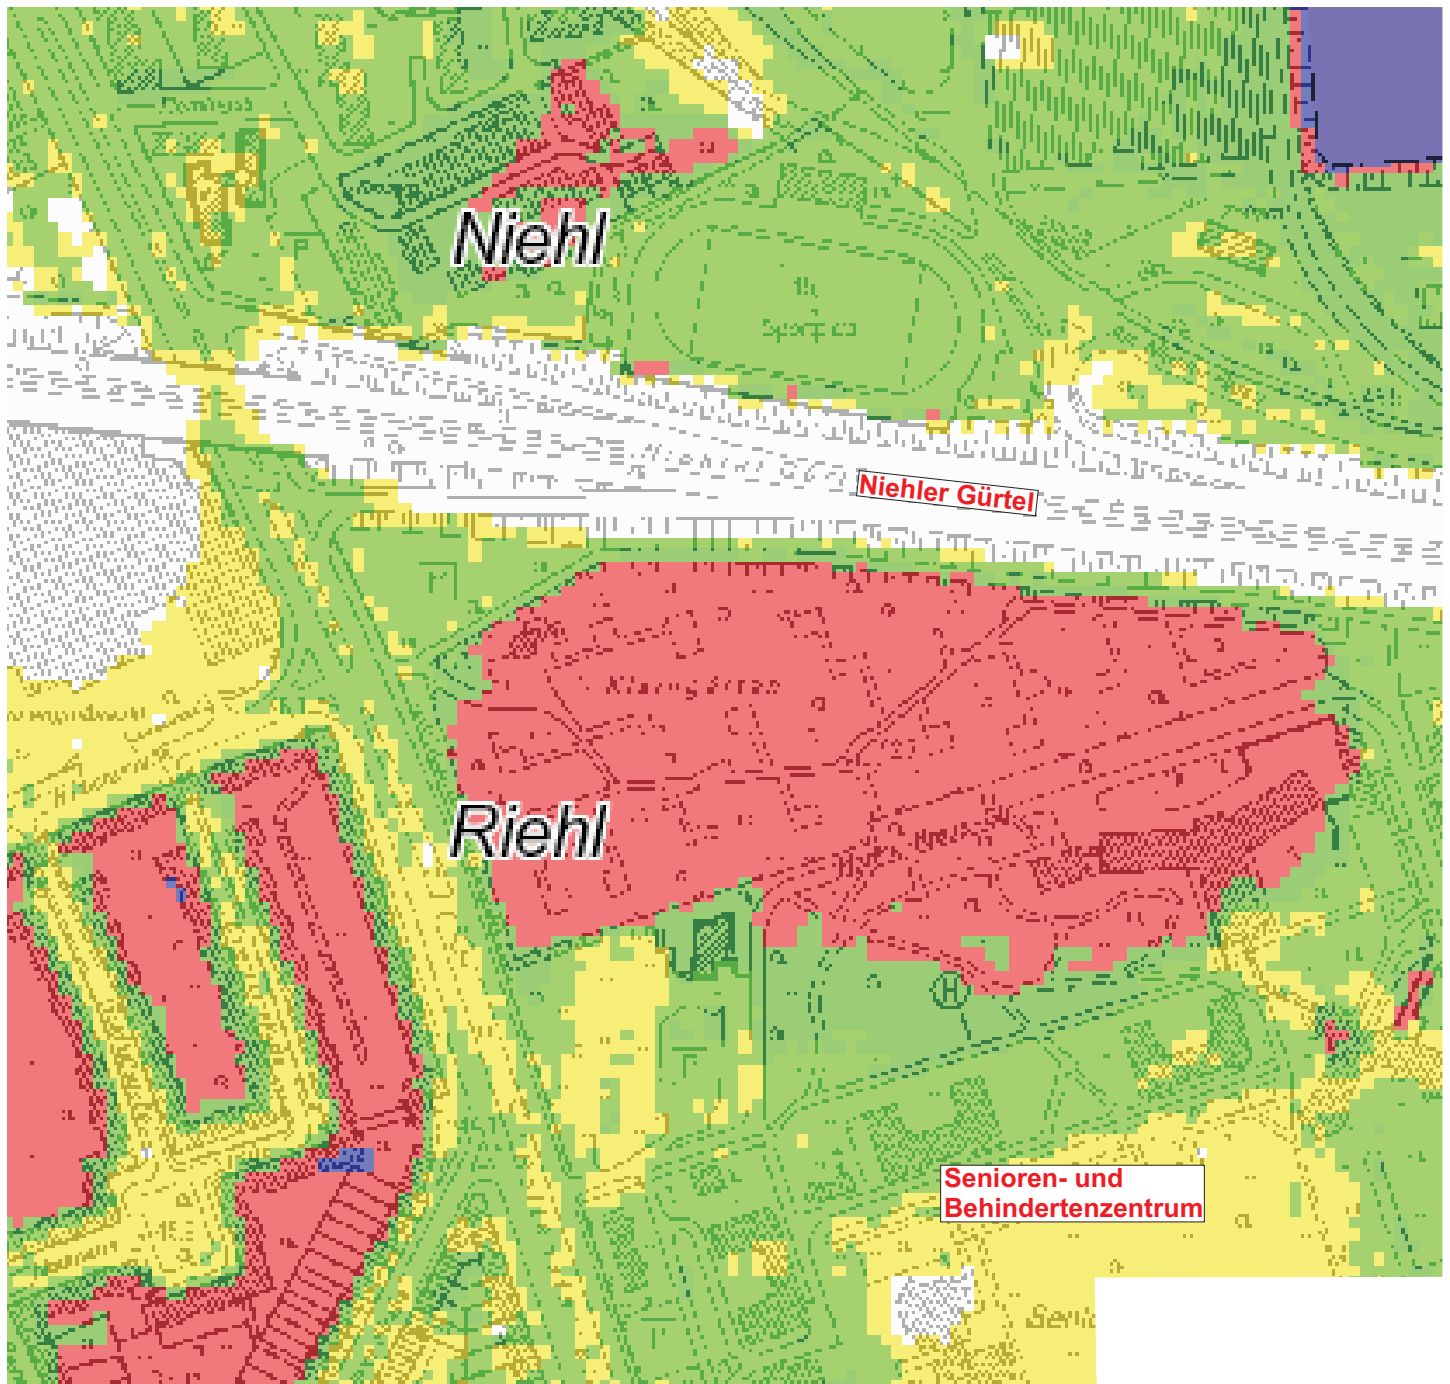 Niehl
Niehler Gürtel
Riehl
H
Senioren- und
Behindertenzentrum